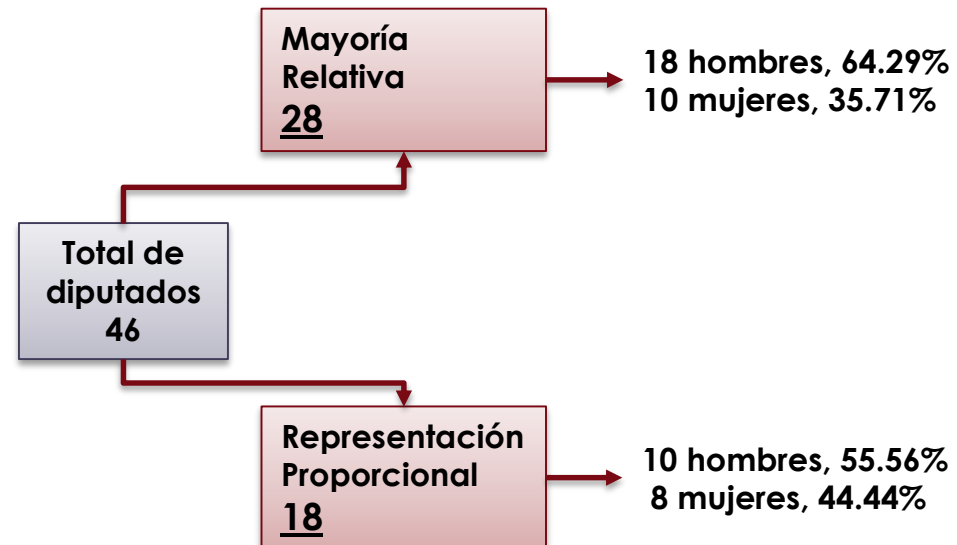 Mayoría
Relativa
28
18 hombres, 64.29%
10 mujeres, 35.71%
Total de
diputados
46
Representación
Proporcional
18
10 hombres, 55.56%
8 mujeres, 44.44%